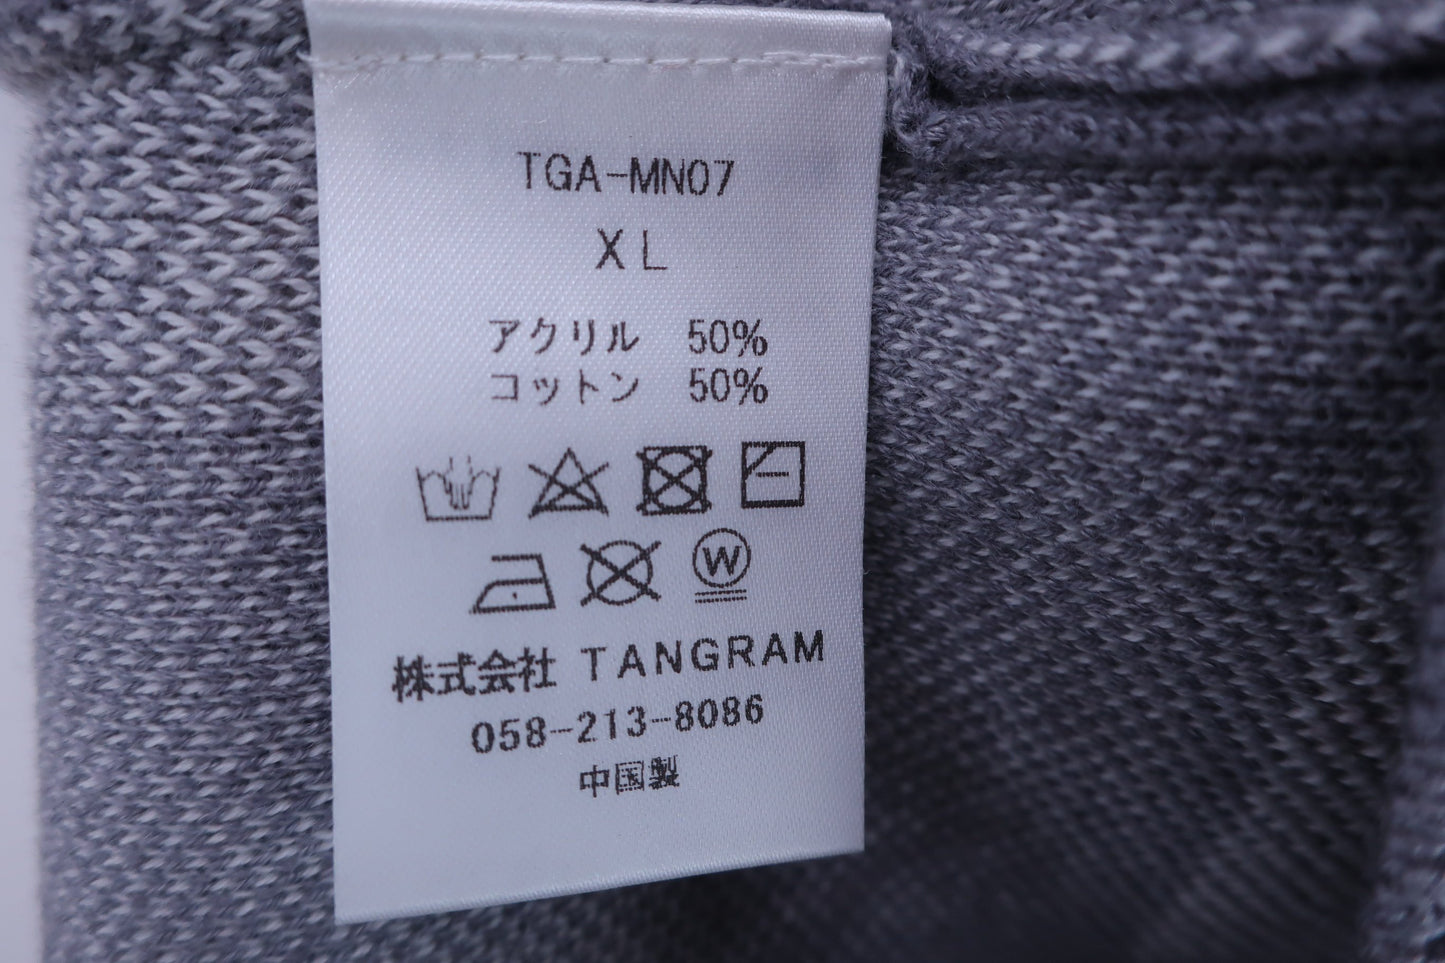 TGA-MN07
XL
アクリル 50%
コットン 50%
W
株式会社 TANGRAM
058-213-8086
中国製